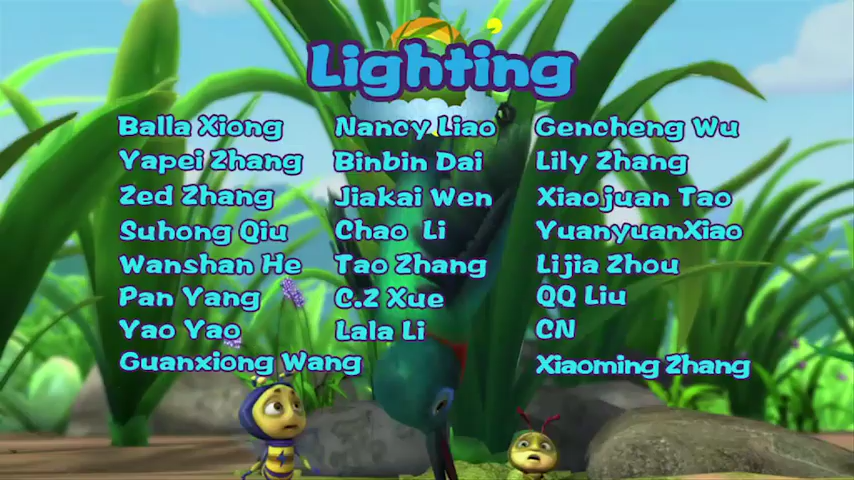 Lighting
Balla Xiong Nancy Liao Gencheng Wu
Yapei Zhang Binbin Dai Lily Zhang
Zed Zhang Jiakai Wen Xiaojuan Tao
Suhong Qiu Chao Li YuanyuanXiao
Wanshan He Tao Zhang Lijia Zhou
Pan Yang C.Z Xue QQ Liu
Yao Yao Lala Li CN
Guanxiong Wang Xiaoming Zhang